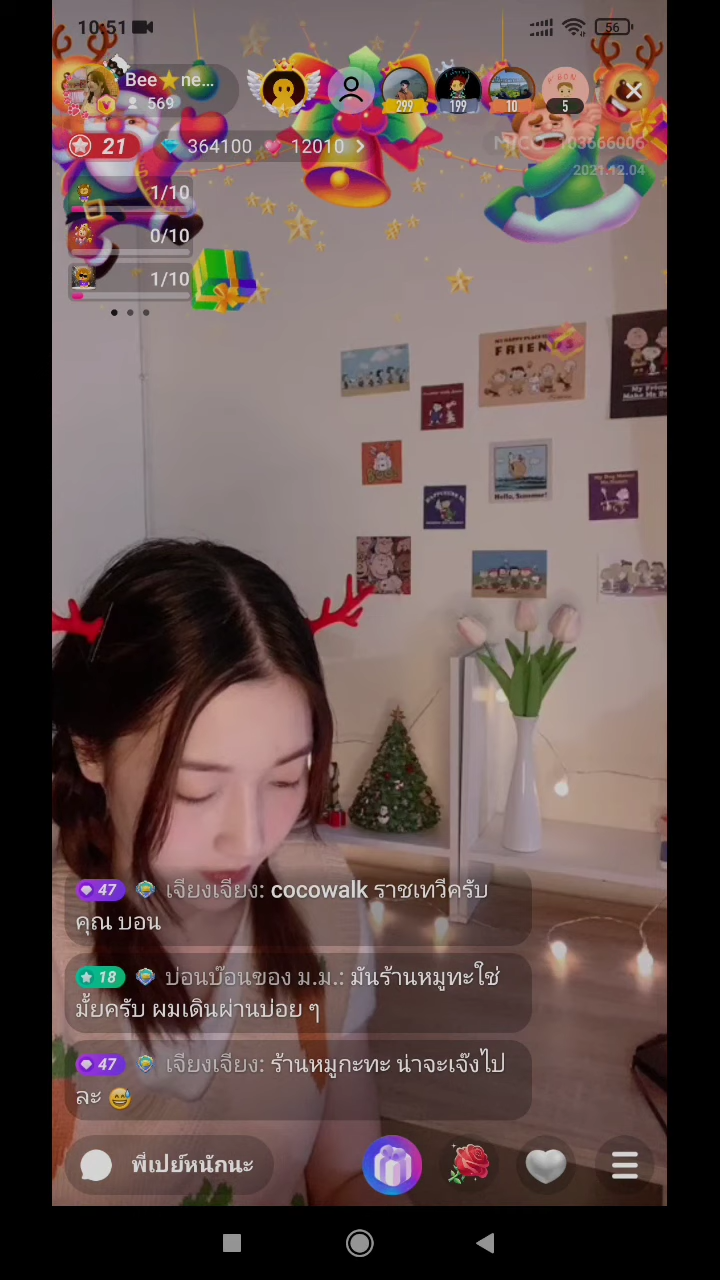 10:51
56
Bee⭐ne...
569
299
199
10
5
21
364100
12010
MICO 103666006
2021.12.04
1/10
0/10
1/10
FRIENDS
Hello, Summer!
47 เจียงเจียง: cocowalk ราชเทวีครับ
คุณ บอน
18 บ่อนบ๊อนของ ม.ม.: มันร้านหมูทะใช่
มั้ยครับ ผมเดินผ่านบ่อย ๆ
47 เจียงเจียง: ร้านหมูกะทะ น่าจะเจ๊งไป
ละ 😅
พี่เปย์หนักนะ